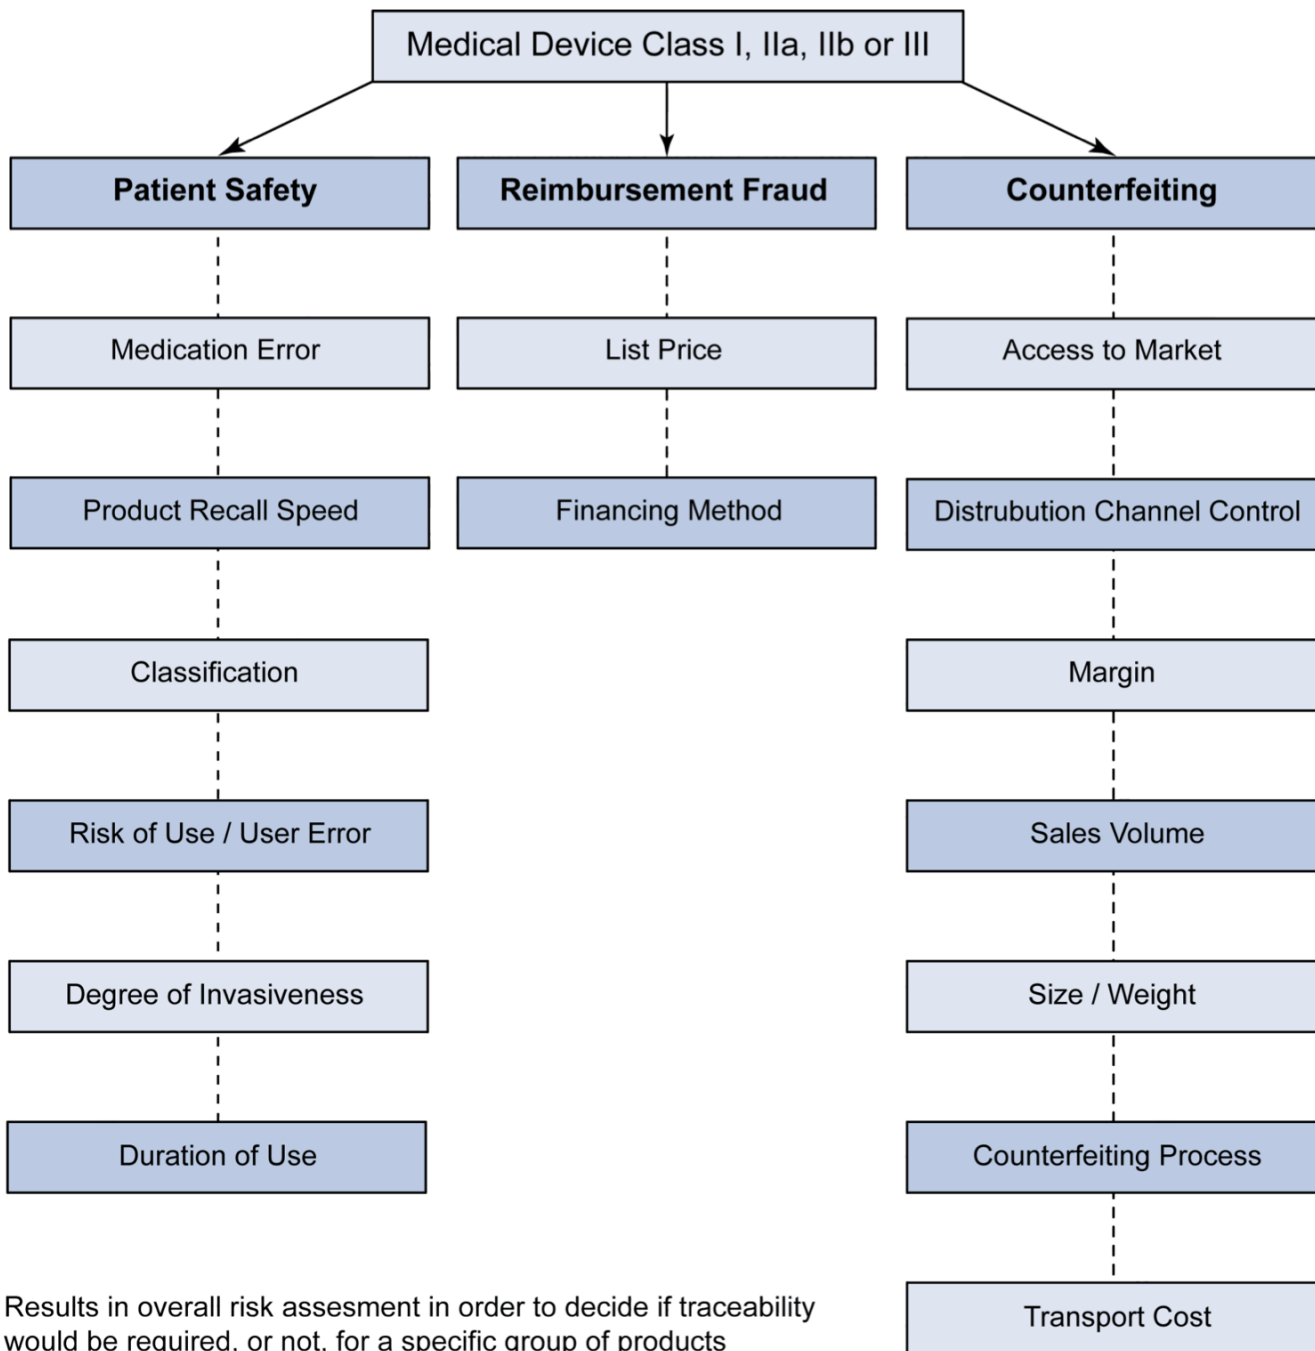 Medical Device Class I, IIa, IIb or III
Patient Safety
Reimbursement Fraud
Counterfeiting
Medication Error
List Price
Access to Market
Product Recall Speed
Financing Method
Distrubution Channel Control
Classification
Margin
Risk of Use / User Error
Sales Volume
Degree of Invasiveness
Size / Weight
Duration of Use
Counterfeiting Process
Transport Cost
Results in overall risk assesment in order to decide if traceability
would be required, or not, for a specific group of products